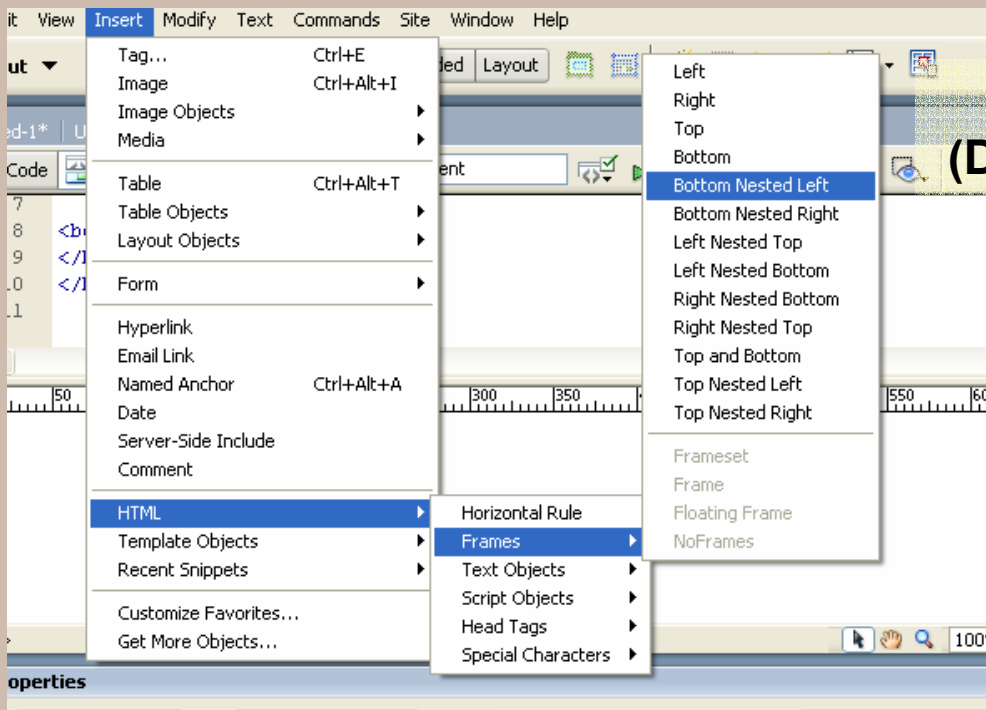 it View Insert Modify Text Commands Site Window Help
ut
Tag... Ctrl+E
Image Ctrl+Alt+I
Image Objects
Media
Table Ctrl+Alt+T
Table Objects
Layout Objects
Form
Hyperlink
Email Link
Named Anchor Ctrl+Alt+A
Date
Server-Side Include
Comment
HTML
Template Objects
Recent Snippets
Customize Favorites...
Get More Objects...
Horizontal Rule
Frames
Text Objects
Script Objects
Head Tags
Special Characters
Left
Right
Top
Bottom
Bottom Nested Left
Bottom Nested Right
Left Nested Top
Left Nested Bottom
Right Nested Bottom
Right Nested Top
Top and Bottom
Top Nested Left
Top Nested Right
Frameset
Frame
Floating Frame
NoFrames
ded Layout
(D
ed-1* U
Code ent
7
8 <b
9 </
10 </
11
50 300 350 550 60
100
operties